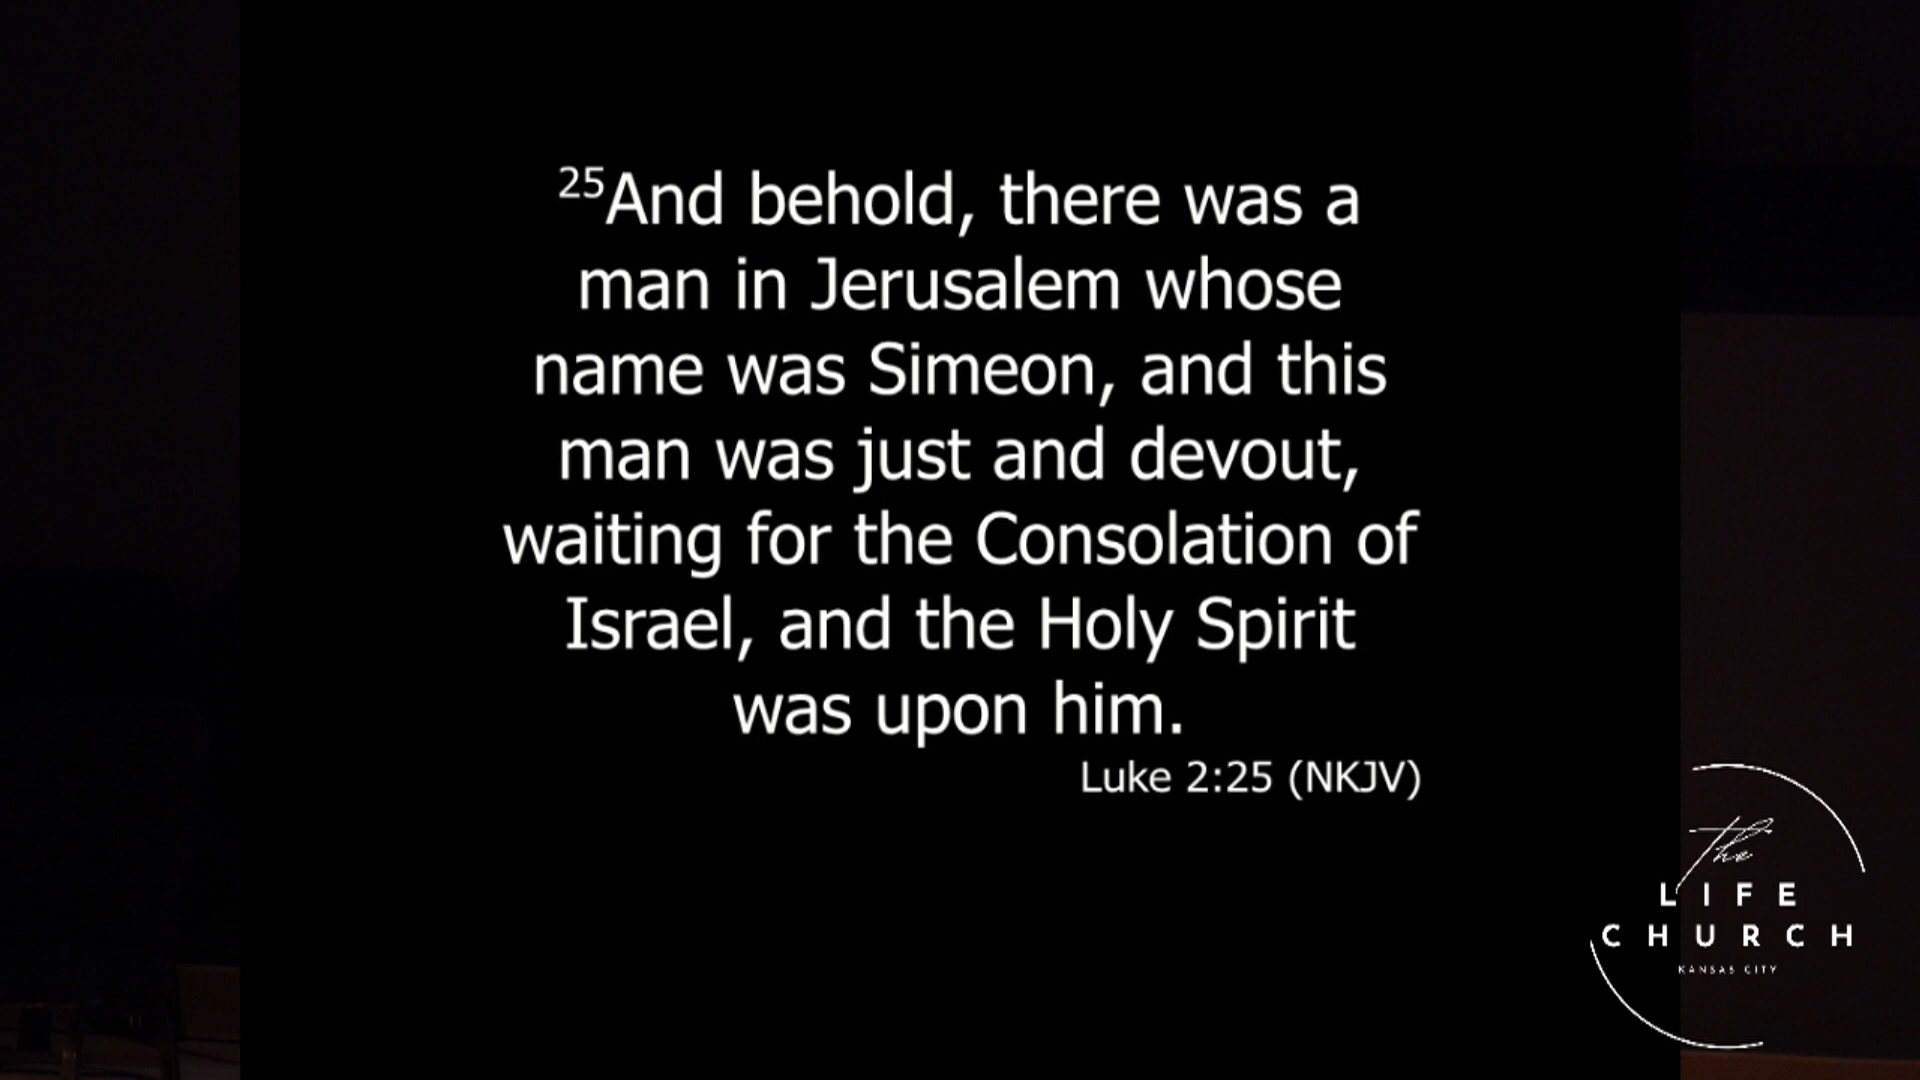 25And behold, there was a
man in Jerusalem whose
name was Simeon, and this
man was just and devout,
waiting for the Consolation of
Israel, and the Holy Spirit
was upon him.
Luke 2:25 (NKJV)
the
LIFE
CHURCH
KANSAS CITY